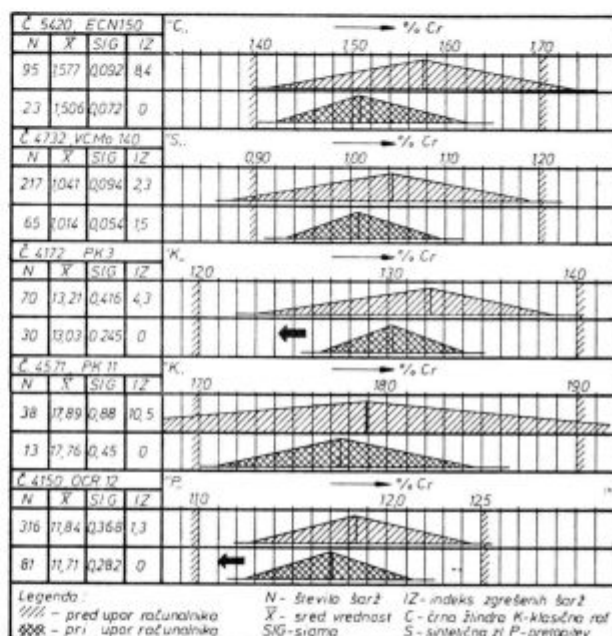 Č 5420, ECN150 "C„ → % Cr
N X̄ SIG IZ 1,40 1,50 1,60 1,70
95 1,577 0,092 8,4
23 1,506 0,072 0
Č 4732, VCMo 140 "S„ → % Cr
N X̄ SIG IZ 0,90 1,00 1,10 1,20
217 1,041 0,094 2,3
65 1,014 0,054 1,5
Č 4172 PK 3 "K„ → % Cr
N X̄ SIG IZ 12,0 13,0 14,0
70 13,21 0,416 4,3
30 13,03 0,245 0
Č 4571, PK 11 "K„ → % Cr
N X̄ SIG IZ 17,0 18,0 19,0
38 17,89 0,88 10,5
13 17,76 0,45 0
Č 4150, OCR 12 "P„ → % Cr
N X̄ SIG IZ 11,0 12,0 12,5
316 11,84 0,368 1,3
81 11,71 0,282 0
Legenda: N - število šarž IZ - indeks zgrešenih šarž
- pred upor računalnika X̄ - sred vrednost C - črna žlindra K-klasična
- pri upor računalnika SIG-sigma S - sintetična žl P-pretaljev